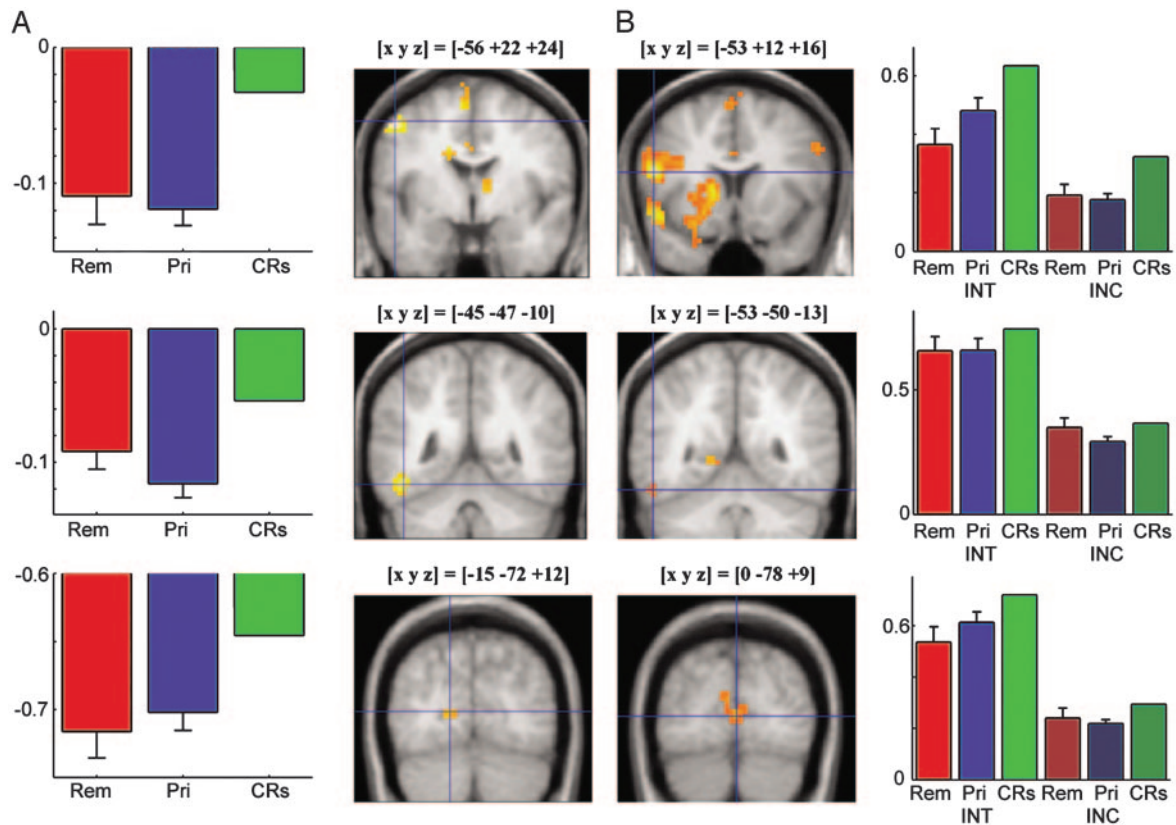 A
B
0
-0.1
Rem Pri CRs
[x y z] = [-56 +22 +24]
[x y z] = [-53 +12 +16]
0.6
0
Rem Pri CRs Rem Pri CRs
INT INC
0
-0.1
Rem Pri CRs
[x y z] = [-45 -47 -10]
[x y z] = [-53 -50 -13]
0.5
0
Rem Pri CRs Rem Pri CRs
INT INC
-0.6
-0.7
Rem Pri CRs
[x y z] = [-15 -72 +12]
[x y z] = [0 -78 +9]
0.6
0
Rem Pri CRs Rem Pri CRs
INT INC